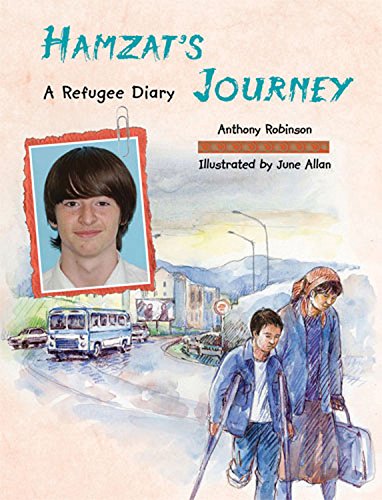 HAMZAT'S
JOURNEY
A Refugee Diary
Anthony Robinson
Illustrated by June Allan